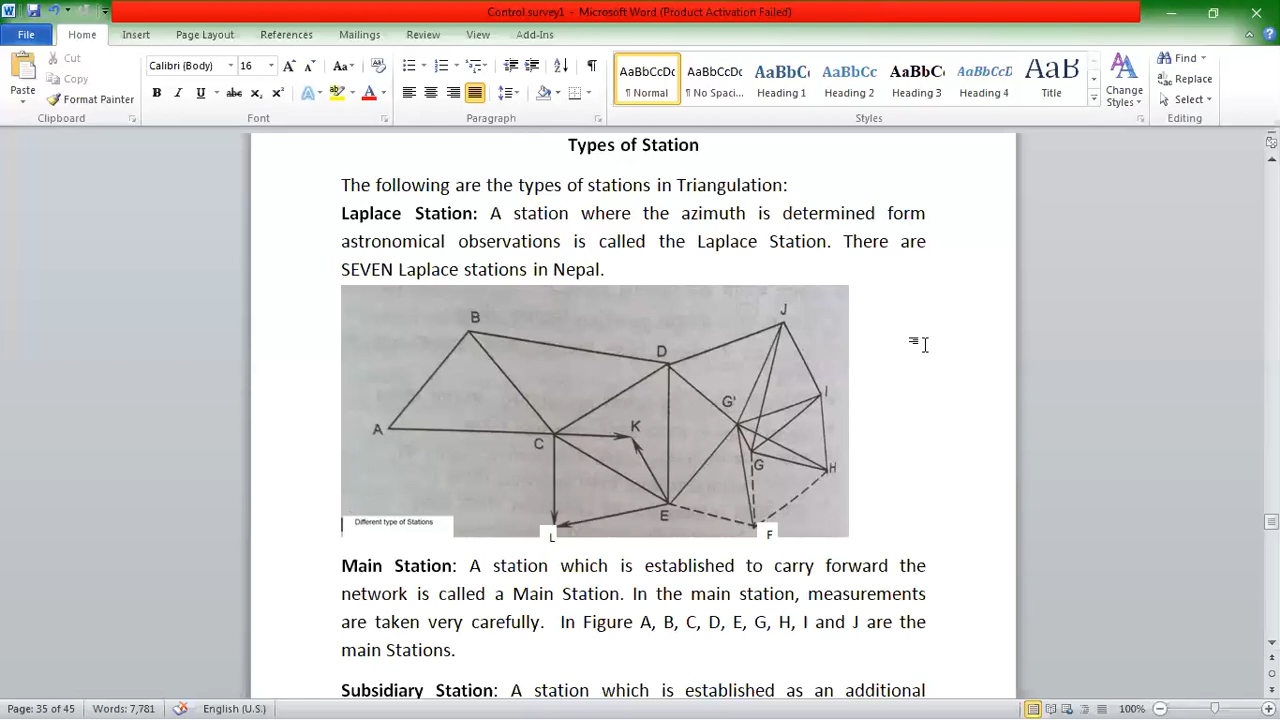 Control.survey1 - Microsoft Word (Product Activation Failed)
File Home Insert Page Layout References Mailings Review View Add-Ins
Paste
Cut
Copy
Format Painter
Clipboard
Calibri (Body) 16
Font
Paragraph
AaBbCcDc AaBbCcDc AaBbCc AaBbCc AaBbCc AaBbCcDc AaB
¶ Normal ¶ No Spaci... Heading 1 Heading 2 Heading 3 Heading 4 Title
Change Styles
Styles
Find
Replace
Select
Editing
Types of Station
The following are the types of stations in Triangulation:
Laplace Station: A station where the azimuth is determined form
astronomical observations is called the Laplace Station. There are
SEVEN Laplace stations in Nepal.
B
J
D
I
G'
A
C
K
G
H
E
Different type of Stations
L
F
Main Station: A station which is established to carry forward the
network is called a Main Station. In the main station, measurements
are taken very carefully. In Figure A, B, C, D, E, G, H, I and J are the
main Stations.
Subsidiary Station: A station which is established as an additional
Page: 35 of 45 Words: 7,781 English (U.S.) 100%